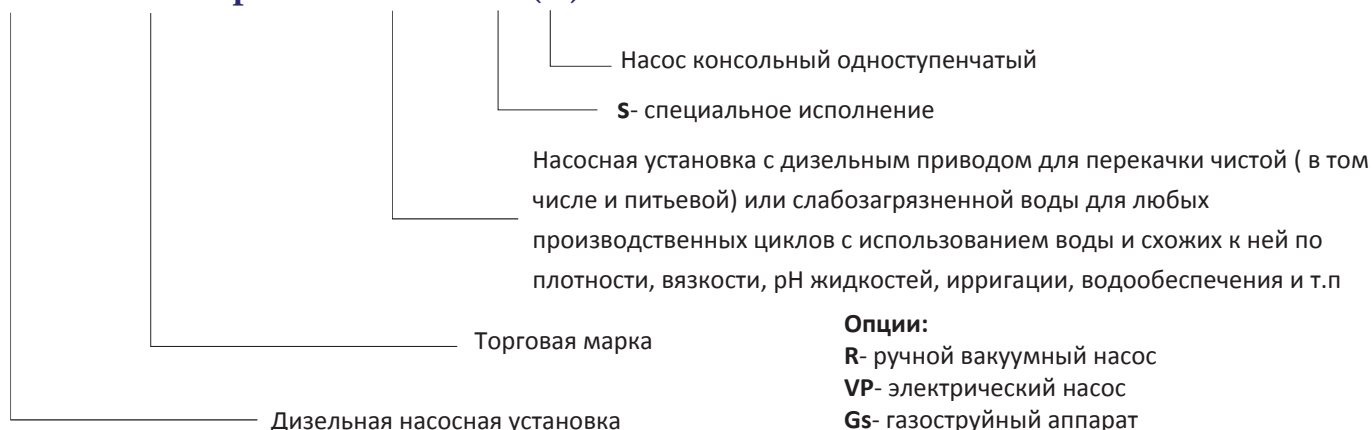 Насос консольный одноступенчатый
S- специальное исполнение
Насосная установка с дизельным приводом для перекачки чистой ( в том
числе и питьевой) или слабозагрязненной воды для любых
производственных циклов с использованием воды и схожих к ней по
плотности, вязкости, pH жидкостей, ирригации, водообеспечения и т.п
Торговая марка
Опции:
R- ручной вакуумный насос
VP- электрический насос
Дизельная насосная установка
Gs- газоструйный аппарат